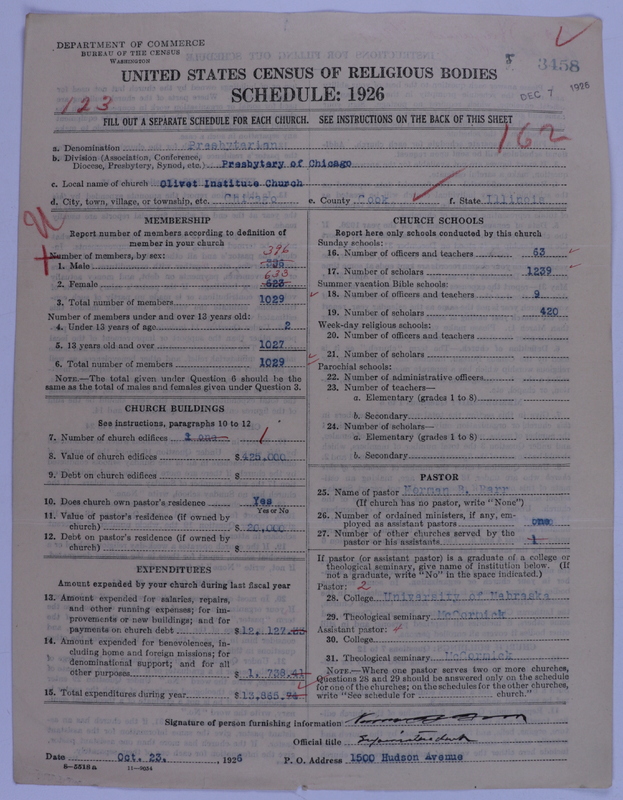 DEPARTMENT OF COMMERCE
BUREAU OF THE CENSUS
WASHINGTON
3458
DEC 7 1926
UNITED STATES CENSUS OF RELIGIOUS BODIES
SCHEDULE: 1926
123
FILL OUT A SEPARATE SCHEDULE FOR EACH CHURCH. SEE INSTRUCTIONS ON THE BACK OF THIS SHEET
162
a. Denomination Presbyterian
b. Division (Association, Conference,
Diocese, Presbytery, Synod, etc.) Presbytery of Chicago
c. Local name of church Olivet Institute Church
d. City, town, village, or township, etc. Chicago e. County Cook f. State Illinois
MEMBERSHIP
Report number of members according to definition of
member in your church
Number of members, by sex:
396
1. Male
633
2. Female 623
3. Total number of members 1029
Number of members under and over 13 years old:
4. Under 13 years of age 2
5. 13 years old and over 1027
6. Total number of members 1029
NOTE.—The total given under Question 6 should be the
same as the total of males and females given under Question 3.
CHURCH BUILDINGS
See instructions, paragraphs 10 to 12
7. Number of church edifices one 1
8. Value of church edifices $425,000
9. Debt on church edifices $
10. Does church own pastor's residence Yes
Yes or No
11. Value of pastor's residence (if owned by
church) $ 20,000
12. Debt on pastor's residence (if owned by
church) $
EXPENDITURES
Amount expended by your church during last fiscal year
13. Amount expended for salaries, repairs,
and other running expenses; for im-
provements or new buildings; and for
payments on church debt $12,127.
14. Amount expended for benevolences, in-
cluding home and foreign missions; for
denominational support; and for all
other purposes $ 1,738.41
15. Total expenditures during year $ 13,865.94
CHURCH SCHOOLS
Report here only schools conducted by this church
Sunday schools:
16. Number of officers and teachers 63
17. Number of scholars 1239
Summer vacation Bible schools:
18. Number of officers and teachers 9
19. Number of scholars 420
Week-day religious schools:
20. Number of officers and teachers
21. Number of scholars
Parochial schools:
22. Number of administrative officers
23. Number of teachers—
a. Elementary (grades 1 to 8)
b. Secondary
24. Number of scholars—
a. Elementary (grades 1 to 8)
b. Secondary
PASTOR
25. Name of pastor Norman B. Barr
(If church has no pastor, write "None")
26. Number of ordained ministers, if any, em-
ployed as assistant pastors one
27. Number of other churches served by the
pastor or his assistants 1
If pastor (or assistant pastor) is a graduate of a college or
theological seminary, give name of institution below. (If
not a graduate, write "No" in the space indicated.)
Pastor: 2
28. College University of Nebraska
29. Theological seminary McCormick
Assistant pastor:
30. College
31. Theological seminary McCormick
NOTE.—Where one pastor serves two or more churches,
Questions 28 and 29 should be answered only on the schedule
for one of the churches; on the schedules for the other churches,
write "See schedule for church."
Signature of person furnishing information
Official title Superintendent
Date Oct. 23, 1926 P. O. Address 1500 Hudson Avenue
8-5518a 11-9034